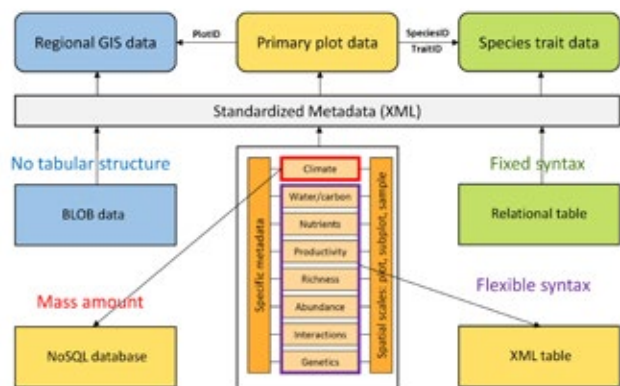 Regional GIS data
PlotID
Primary plot data
SpeciesID
TraitID
Species trait data
Standardized Metadata (XML)
No tabular structure
BLOB data
Mass amount
NoSQL database
Specific metadata
Climate
Water/carbon
Nutrients
Productivity
Richness
Abundance
Interactions
Genetics
Spatial scales: plot, subplot, sample
Fixed syntax
Relational table
Flexible syntax
XML table